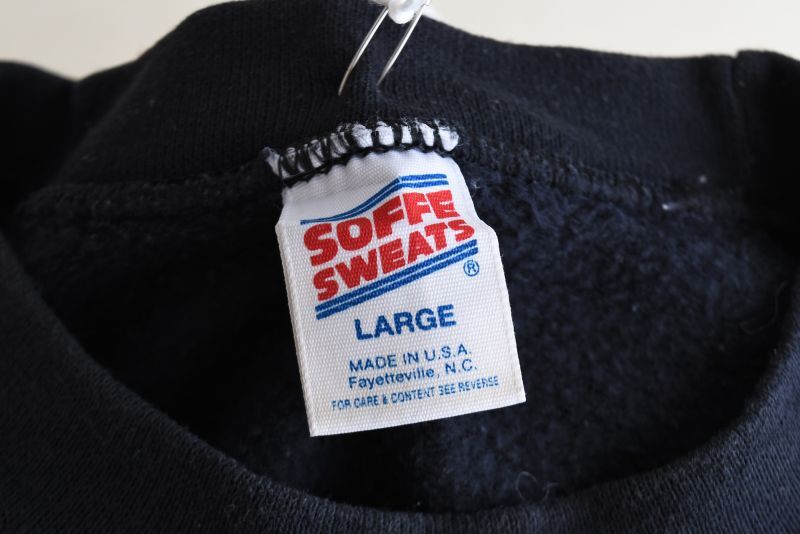 SOFFE
SWEATS
®
LARGE
MADE IN U.S.A.
Fayetteville, N.C.
FOR CARE & CONTENT SEE REVERSE